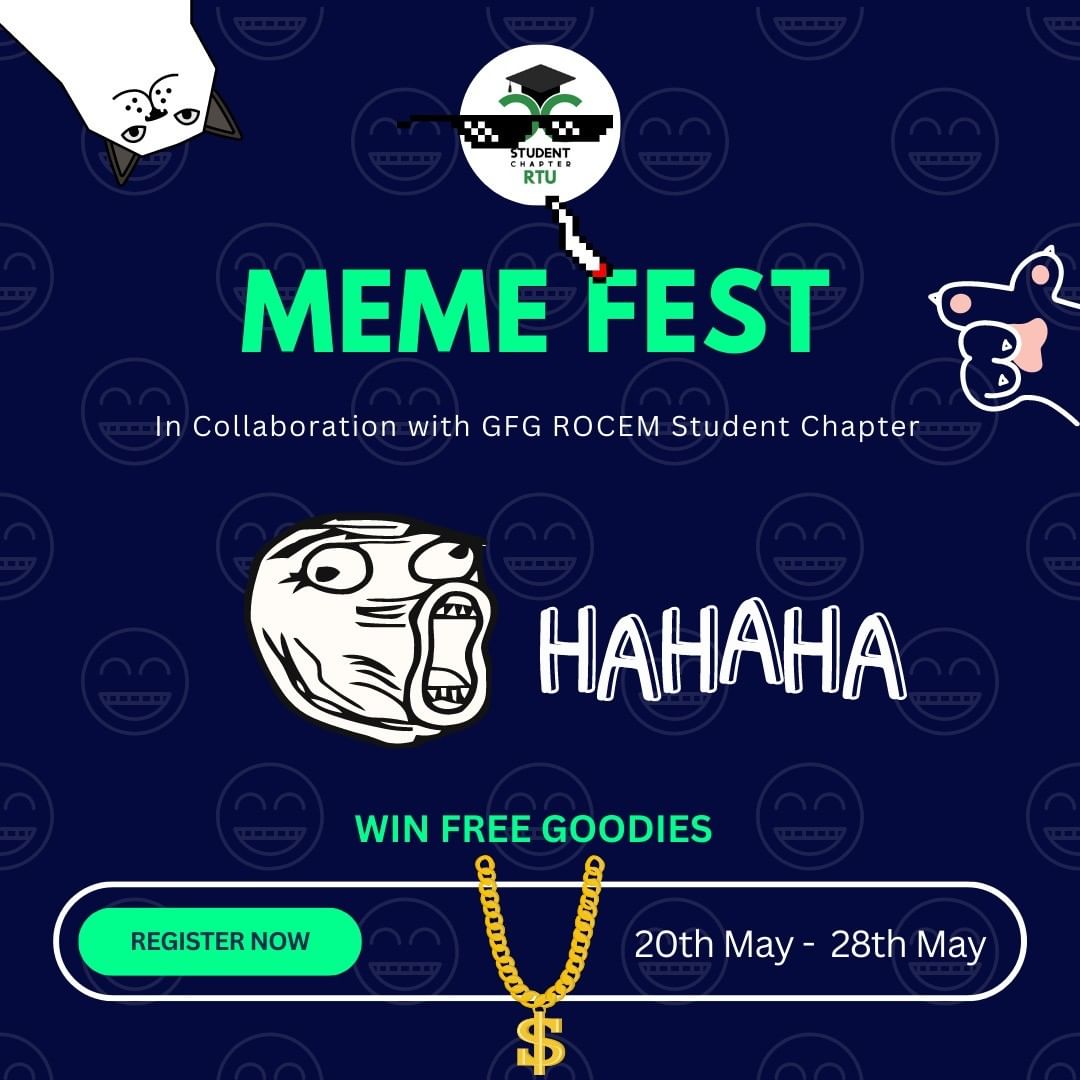 STUDENT
CHAPTER
RTU
MEME FEST
In Collaboration with GFG ROCEM Student Chapter
HAHAHA
WIN FREE GOODIES
REGISTER NOW
20th May - 28th May
$